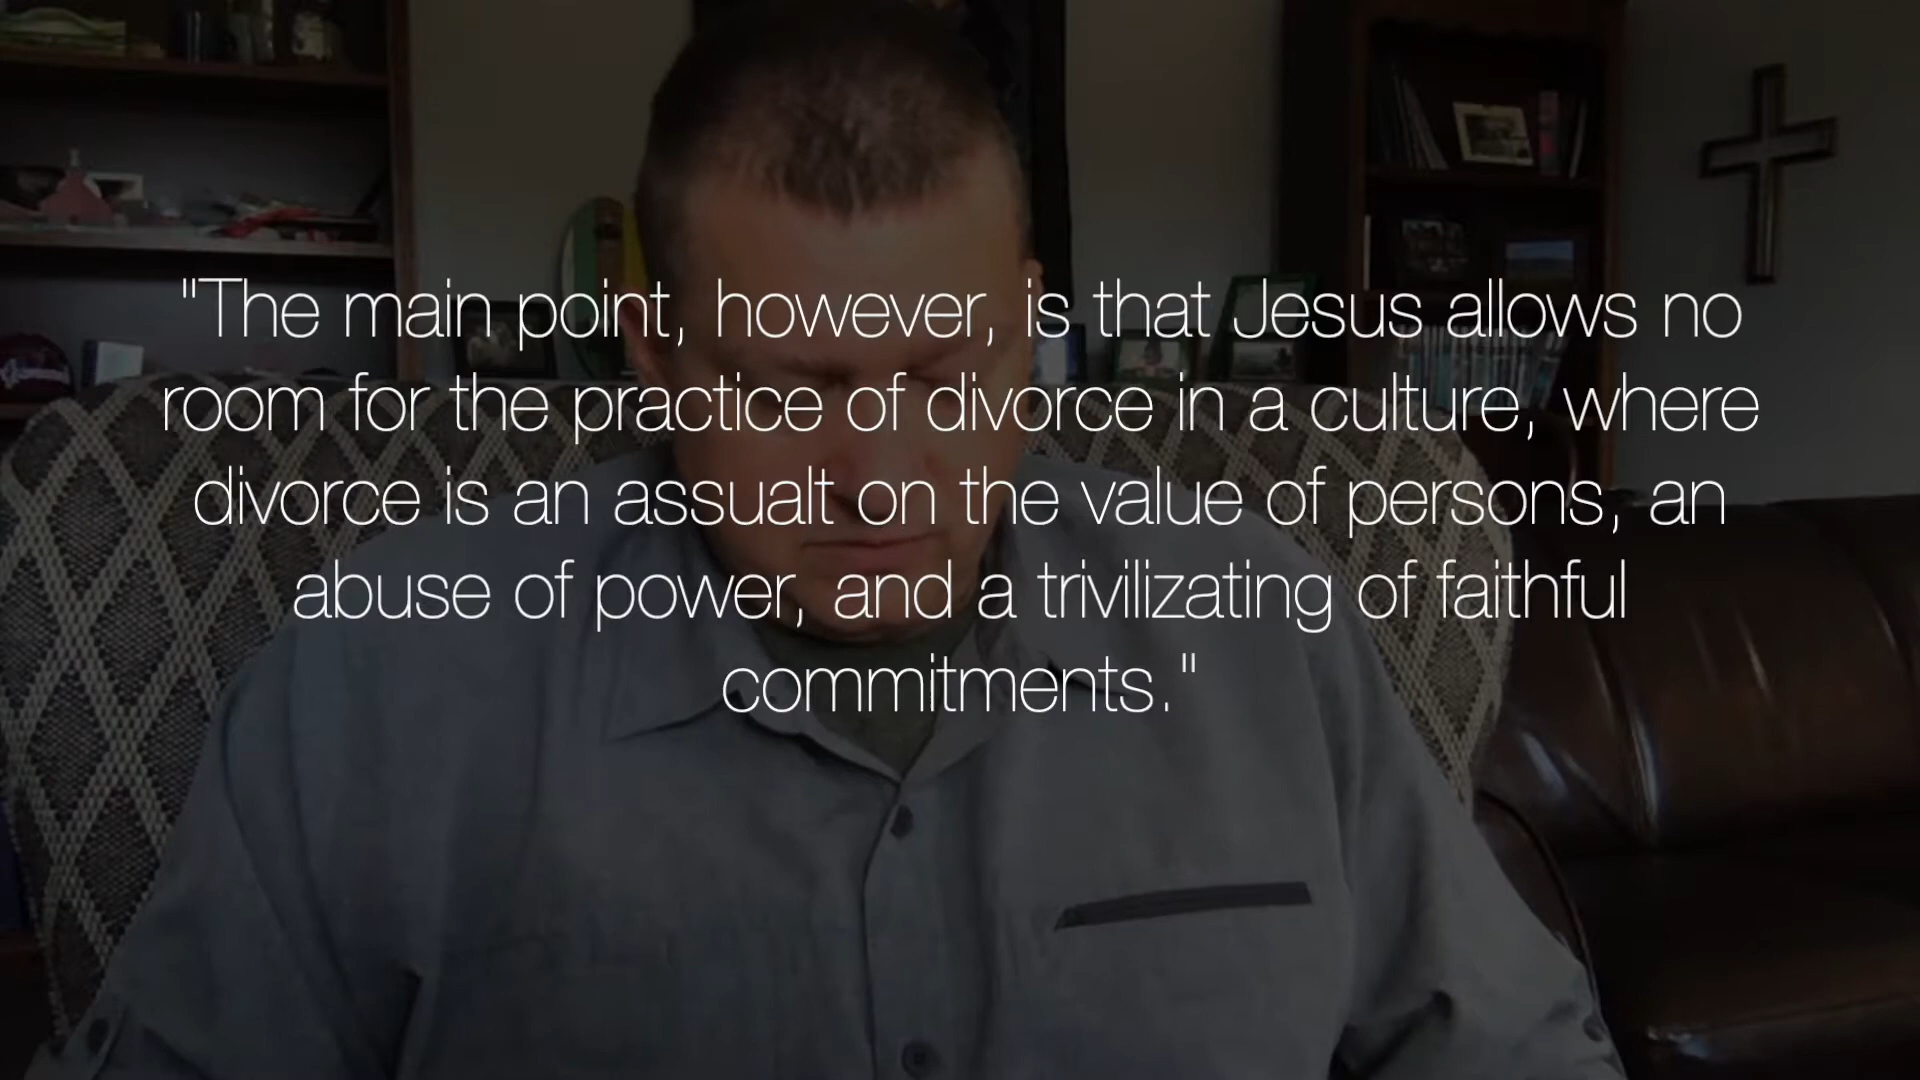 "The main point, however, is that Jesus allows no
room for the practice of divorce in a culture, where
divorce is an assualt on the value of persons, an
abuse of power, and a trivilizating of faithful
commitments."